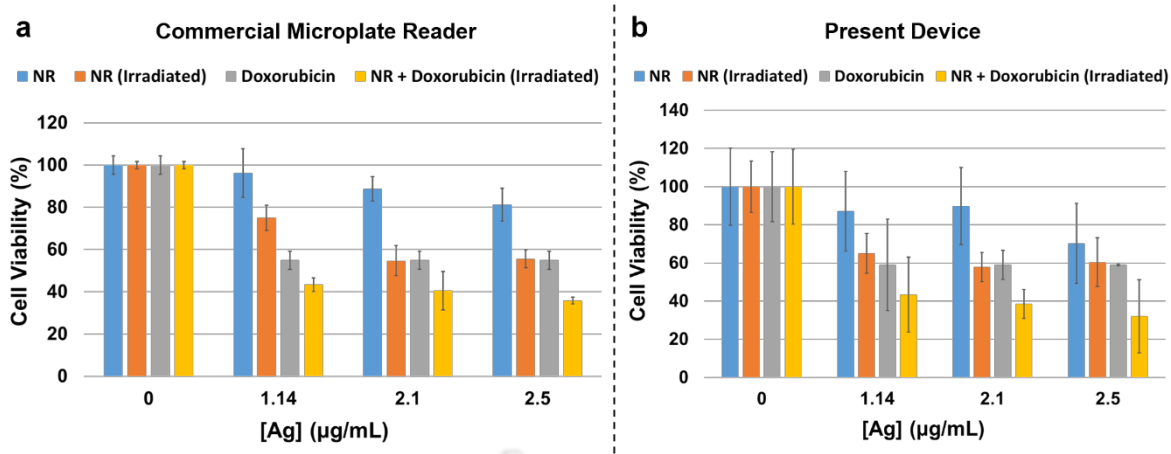 a
Commercial Microplate Reader
NR NR (Irradiated) Doxorubicin NR + Doxorubicin (Irradiated)
120
100
80
60
40
20
0
Cell Viability (%)
0 1.14 2.1 2.5
[Ag] (µg/mL)
b
Present Device
NR NR (Irradiated) Doxorubicin NR + Doxorubicin (Irradiated)
140
120
100
80
60
40
20
0
Cell Viability (%)
0 1.14 2.1 2.5
[Ag] (µg/mL)